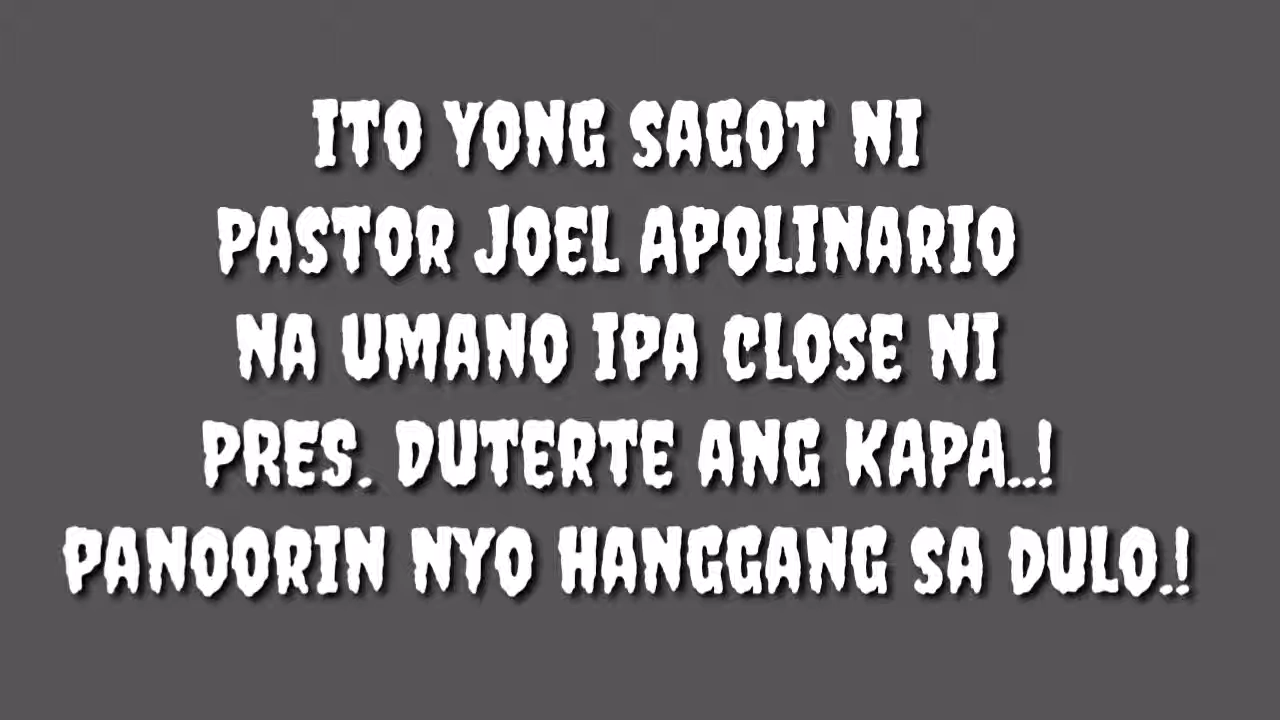 ITO YONG SAGOT NI
PASTOR JOEL APOLINARIO
NA UMANO IPA CLOSE NI
PRES. DUTERTE ANG KAPA..!
PANOORIN NYO HANGGANG SA DULO.!